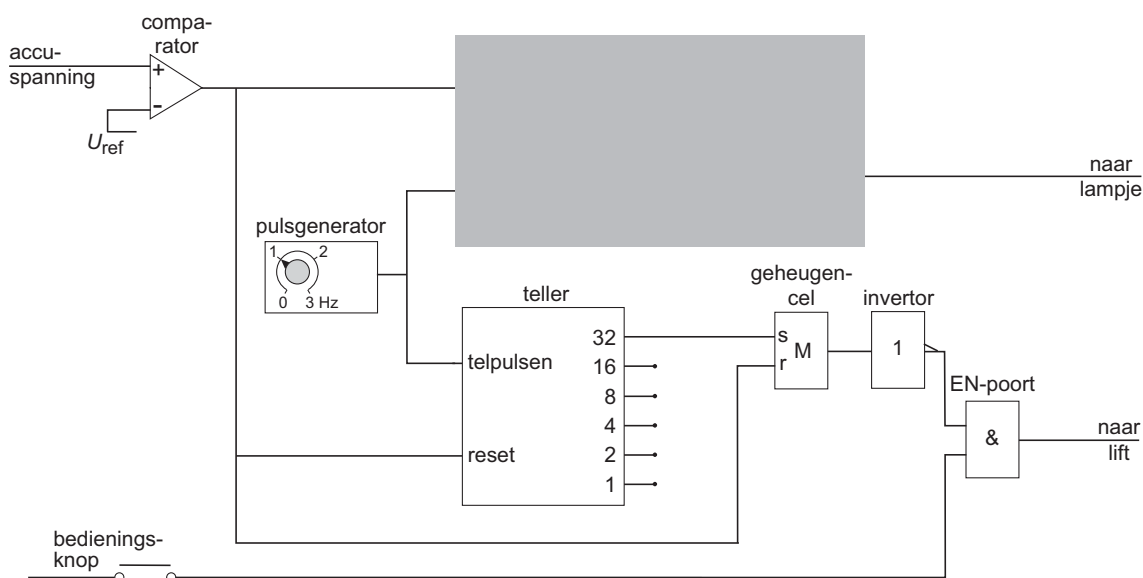 compa-
rator
accu-
spanning
+
-
Uref
naar
lampje
pulsgenerator
1
2
0
3 Hz
teller
geheugen-
cel
invertor
32
telpulsen
16
8
4
reset
2
1
s
r
M
1
EN-poort
&
naar
lift
bedienings-
knop